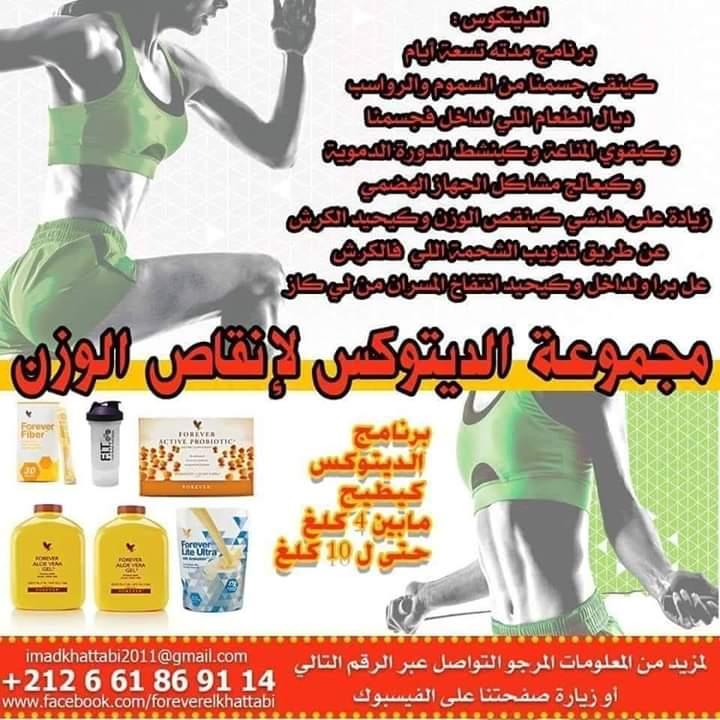 الديتكوس :
برنامج مدته تسعة أيام
كينقي جسمنا من السموم والرواسب
ديال الطعام اللي لداخل فجسمنا
وكيقوي المناعة وكينشط الدورة الدموية
وكيعالج مشاكل الجهاز الهضمي
زيادة على هادشي كينقص الوزن وكيحيد الكرش
عن طريق تذويب الشحمة اللي فالكرش
عل برا ولداخل وكيحيد انتفاخ المسران من لي كاز
مجموعة الديتوكس لإنقاص الوزن
Forever
Fiber
30
F.I.T.
FOREVER
ACTIVE PROBIOTIC
FOREVER
برنامج
الديتوكس
كيطيح
مابين 4 كلغ
حتى ل 10 كلغ
FOREVER
ALOE VERA
GEL
FOREVER
FOREVER
ALOE VERA
GEL
FOREVER
Forever
Lite Ultra
لمزيد من المعلومات المرجو التواصل عبر الرقم التالي
أو زيارة صفحتنا على الفيسبوك
imadkhattabi2011@gmail.com
+212 6 61 86 91 14
www.facebook.com/foreverelkhattabi